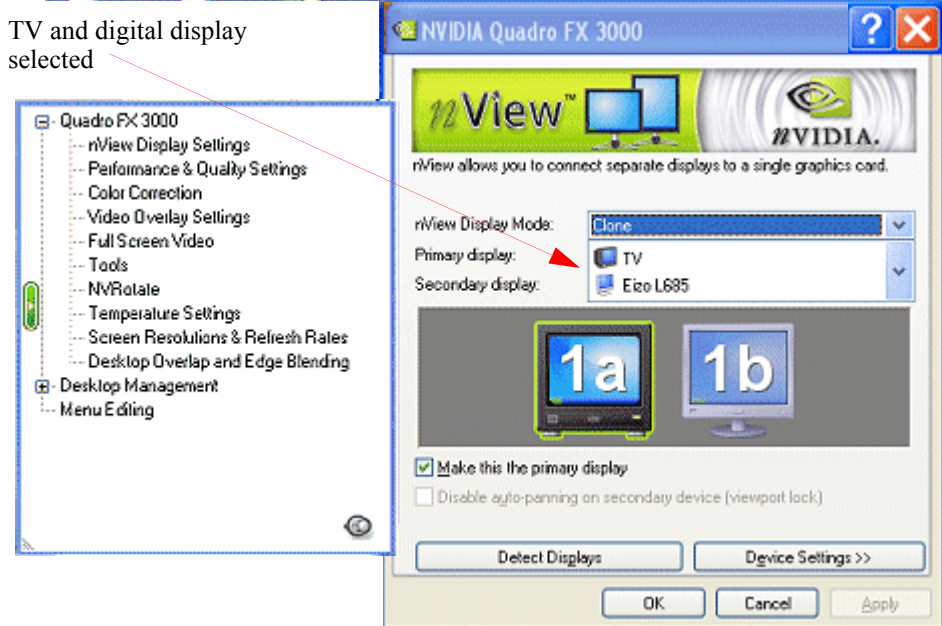 TV and digital display
selected
Quadro FX 3000
nView Display Settings
Performance & Quality Settings
Color Correction
Video Overlay Settings
Full Screen Video
Tools
NVRotate
Temperature Settings
Screen Resolutions & Refresh Rates
Desktop Overlap and Edge Blending
Desktop Management
Menu Editing
NVIDIA Quadro FX 3000
nView™
NVIDIA.
nView allows you to connect separate displays to a single graphics card.
nView Display Mode: Clone
Primary display: TV
Secondary display: Eizo L685
1a 1b
Make this the primary display
Disable auto-panning on secondary device (viewport lock)
Detect Displays Device Settings >>
OK Cancel Apply